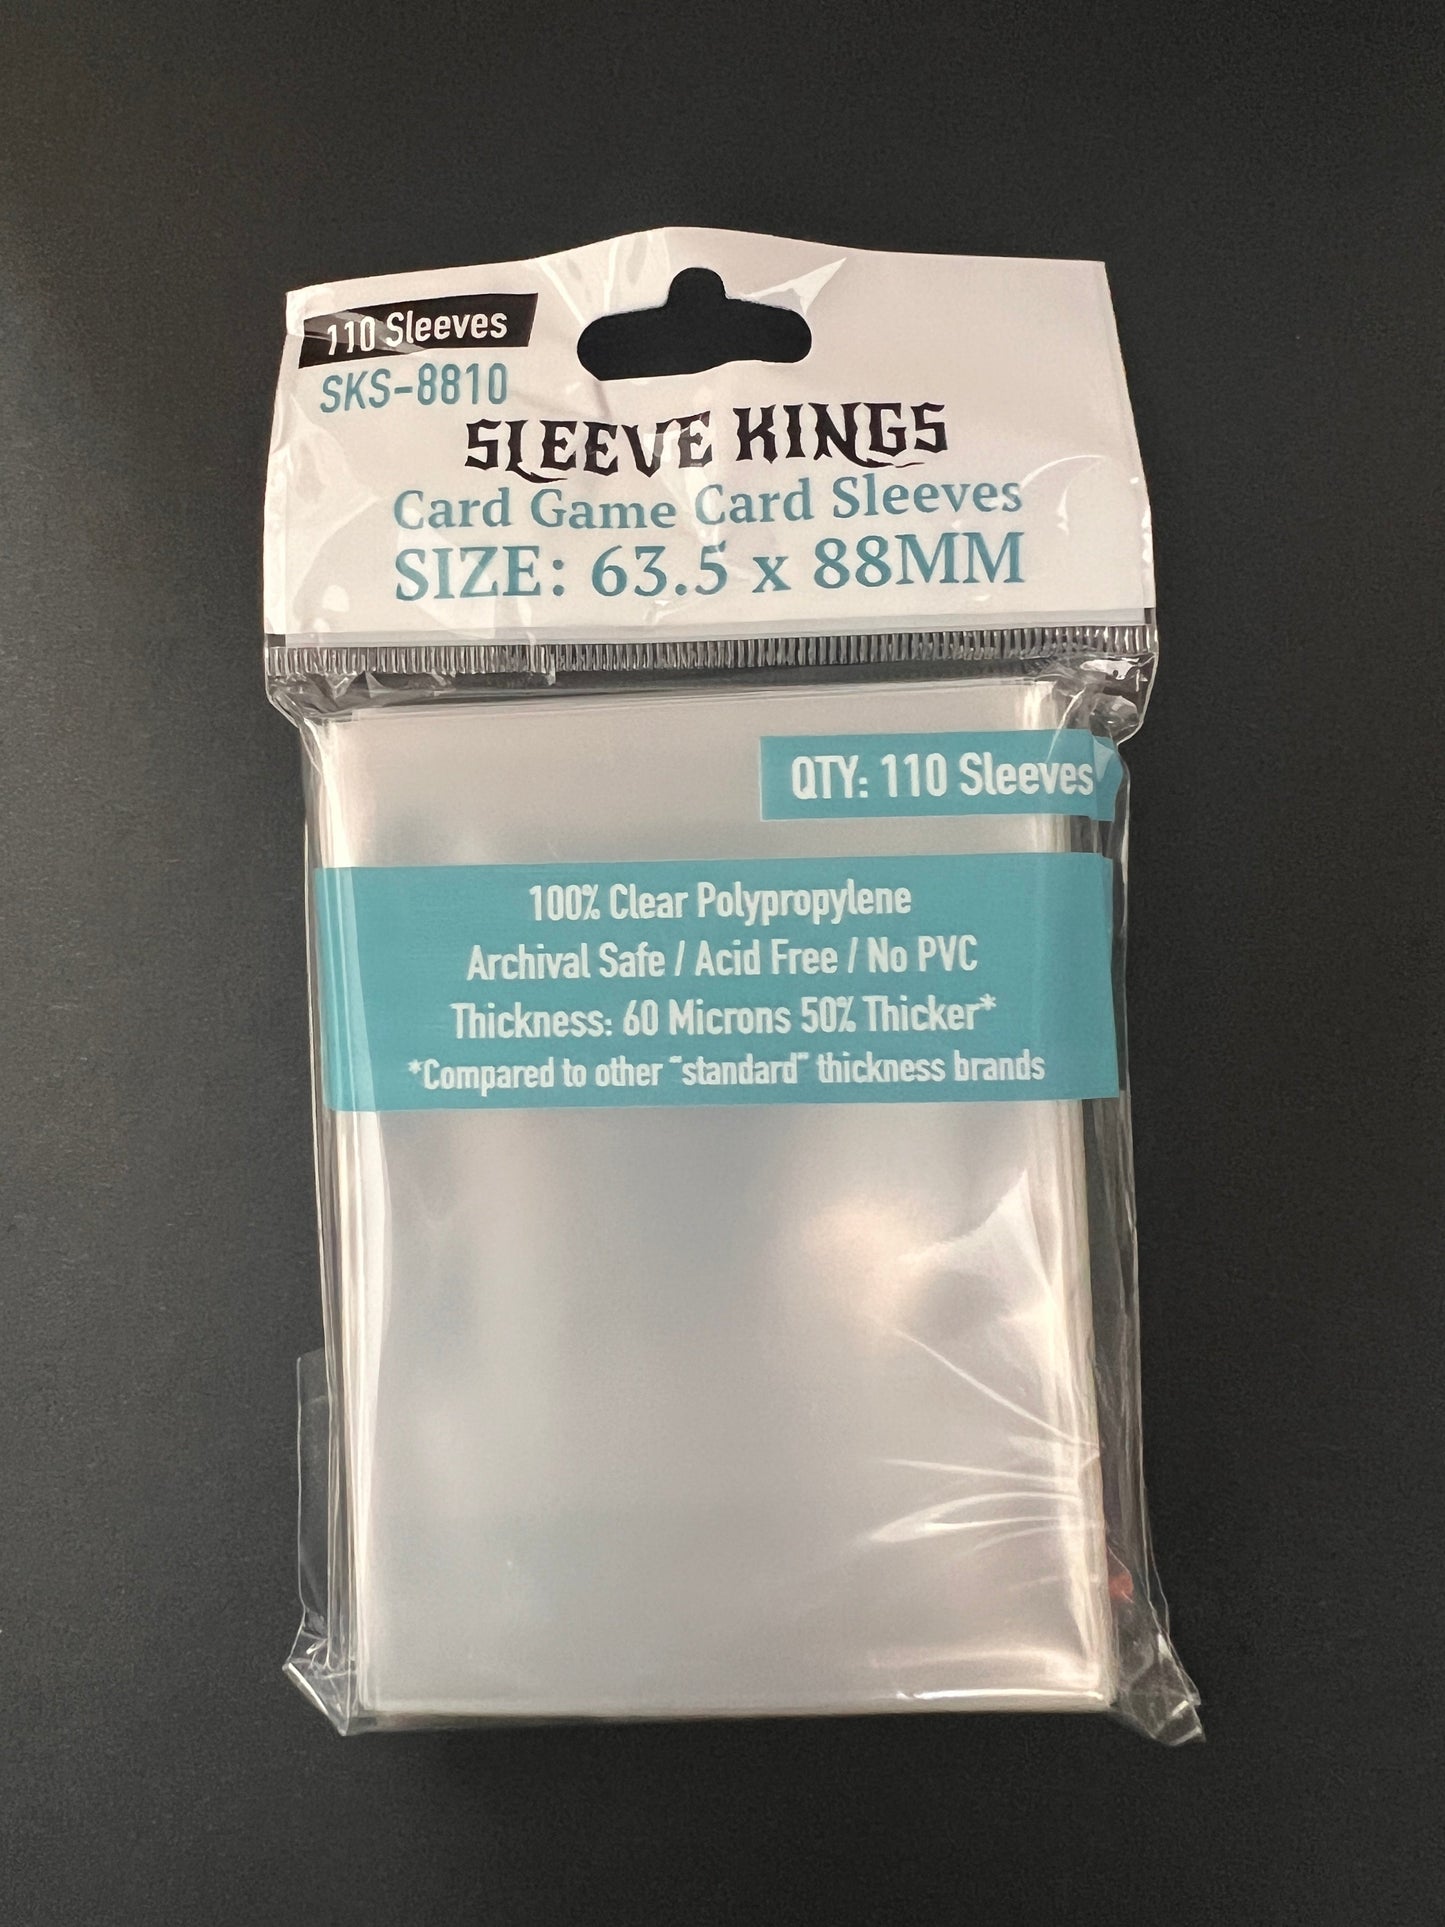 110 Sleeves
SKS-8810
SLEEVE KINGS
Card Game Card Sleeves
SIZE: 63.5 x 88MM
QTY: 110 Sleeves
100% Clear Polypropylene
Archival Safe / Acid Free / No PVC
Thickness: 60 Microns 50% Thicker*
*Compared to other "standard" thickness brands